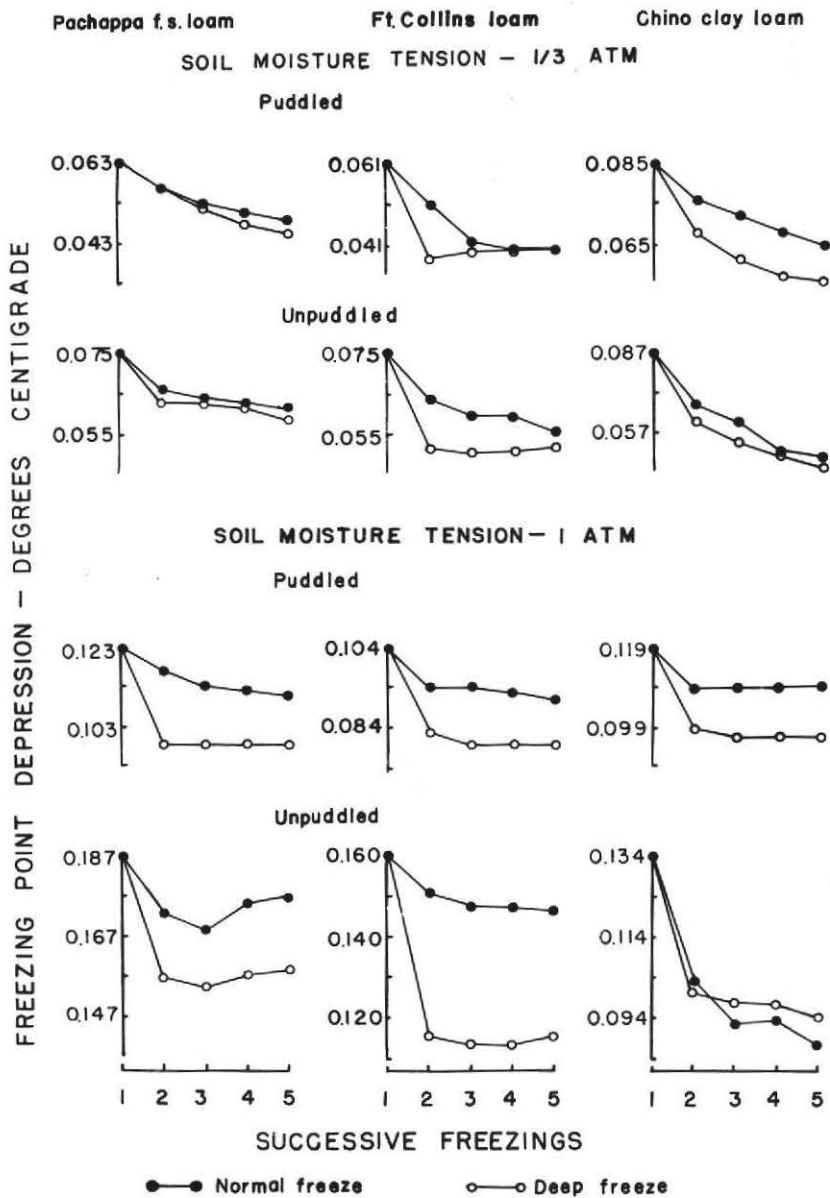 Pachappa f.s. loam Ft. Collins loam Chino clay loam
SOIL MOISTURE TENSION – 1/3 ATM
Puddled
0.063 0.061 0.085
0.043 0.041 0.065
Unpuddled
0.075 0.075 0.087
0.055 0.055 0.057
SOIL MOISTURE TENSION – 1 ATM
Puddled
0.123 0.104 0.119
0.103 0.084 0.099
Unpuddled
0.187 0.160 0.134
0.167 0.140 0.114
0.147 0.120 0.094
1 2 3 4 5 1 2 3 4 5 1 2 3 4 5
FREEZING POINT DEPRESSION – DEGREES CENTIGRADE
SUCCESSIVE FREEZINGS
Normal freeze Deep freeze